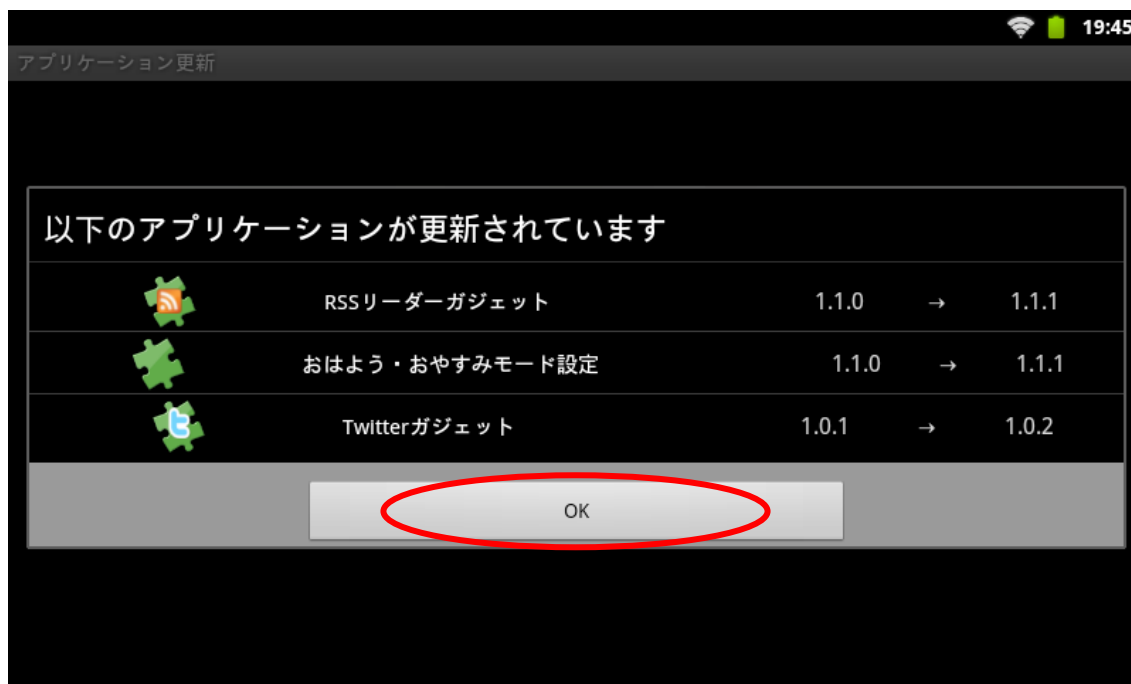 19:45
アプリケーション更新
以下のアプリケーションが更新されています
RSSリーダーガジェット 1.1.0 → 1.1.1
おはよう・おやすみモード設定 1.1.0 → 1.1.1
Twitterガジェット 1.0.1 → 1.0.2
OK